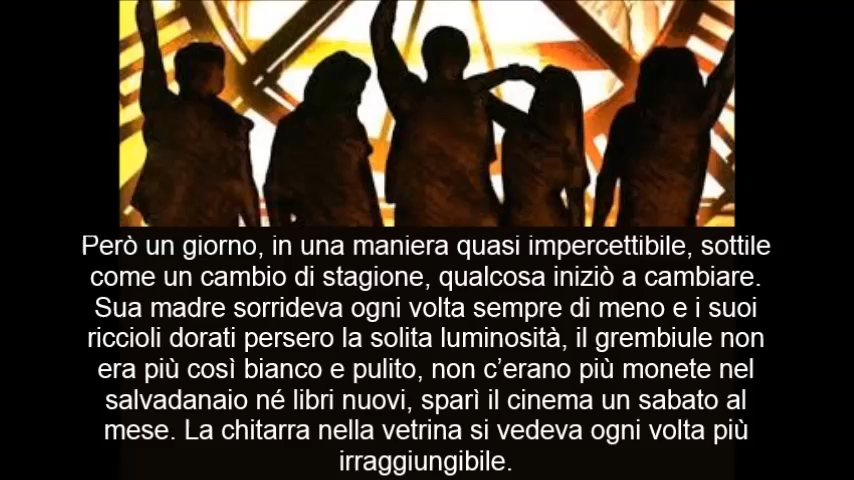 Però un giorno, in una maniera quasi impercettibile, sottile
come un cambio di stagione, qualcosa iniziò a cambiare.
Sua madre sorrideva ogni volta sempre di meno e i suoi
riccioli dorati persero la solita luminosità, il grembiule non
era più così bianco e pulito, non c’erano più monete nel
salvadanaio né libri nuovi, sparì il cinema un sabato al
mese. La chitarra nella vetrina si vedeva ogni volta più
irraggiungibile.